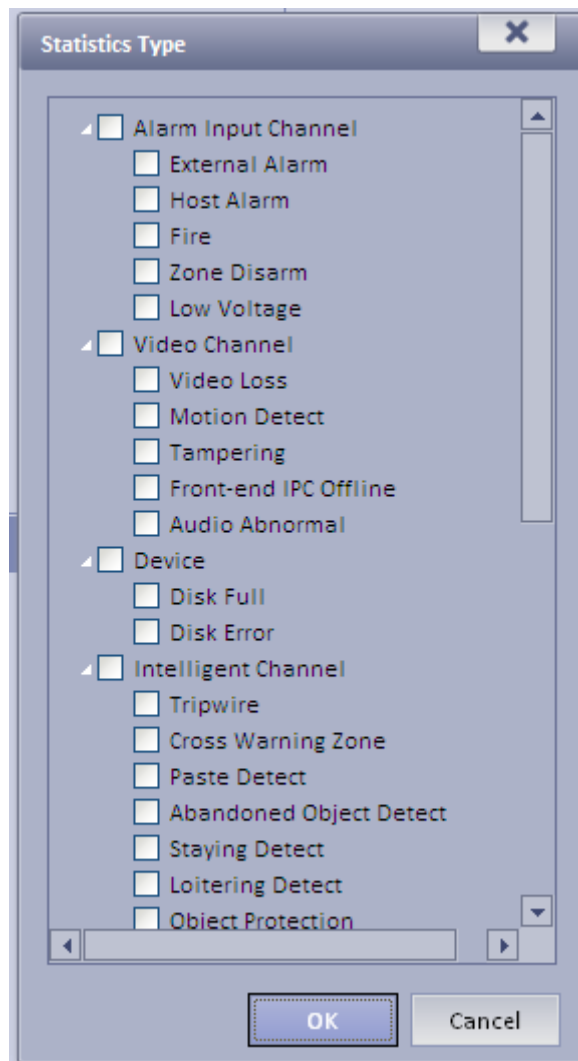 Statistics Type
Alarm Input Channel
External Alarm
Host Alarm
Fire
Zone Disarm
Low Voltage
Video Channel
Video Loss
Motion Detect
Tampering
Front-end IPC Offline
Audio Abnormal
Device
Disk Full
Disk Error
Intelligent Channel
Tripwire
Cross Warning Zone
Paste Detect
Abandoned Object Detect
Staying Detect
Loitering Detect
Object Protection
OK
Cancel